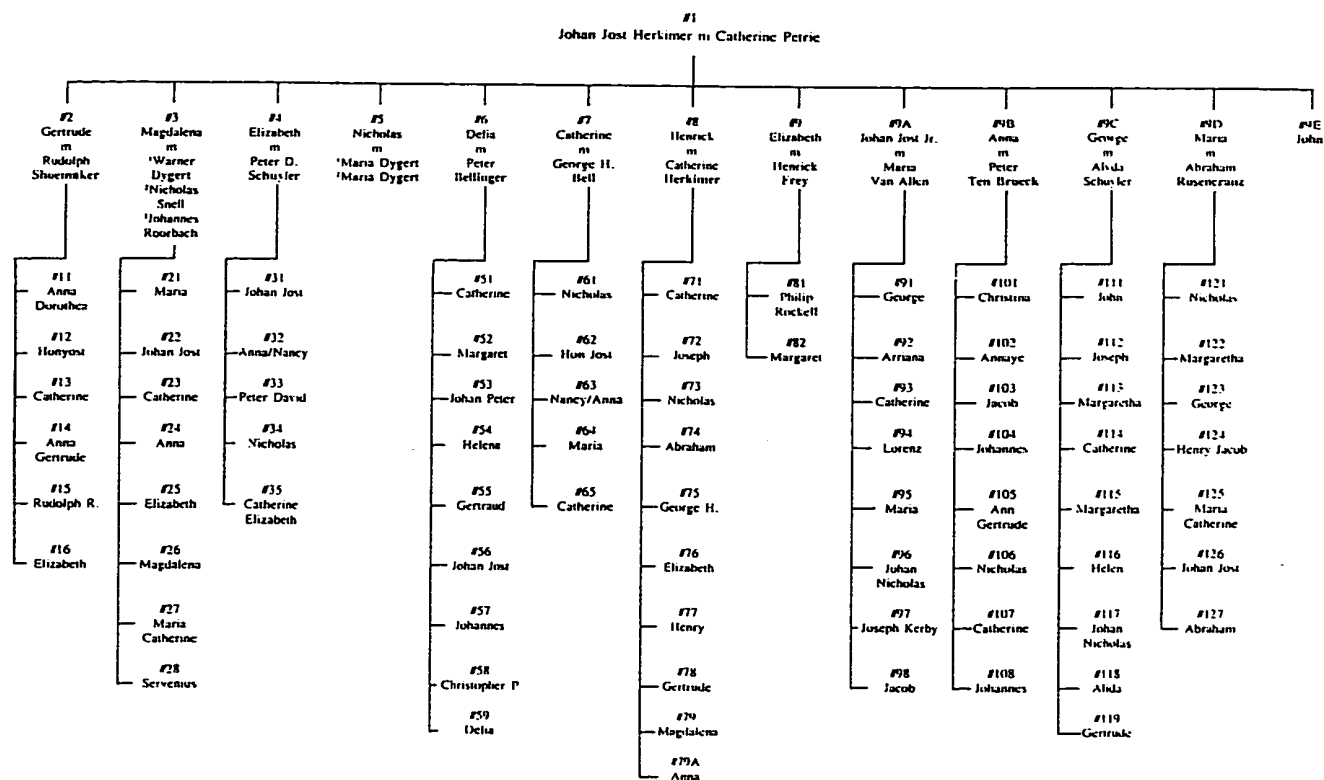 #1
Johan Jost Herkimer m Catherine Petrie
#2
Gertrude
m
Rudolph
Shoemaker
#3
Magdalena
m
¹Warner
Dygert
²Nicholas
Snell
³Johannes
Roorbach
#4
Elizabeth
m
Peter D.
Schuyler
#5
Nicholas
m
¹Maria Dygert
²Maria Dygert
#6
Delia
m
Peter
Bellinger
#7
Catherine
m
George H.
Bell
#8
Henrick
m
Catherine
Herkimer
#9
Elizabeth
m
Henrick
Frey
#9A
Johan Jost Jr.
m
Maria
Van Allen
#9B
Anna
m
Peter
Ten Broeck
#9C
George
m
Alyda
Schuyler
#9D
Maria
m
Abraham
Rosencranz
#9E
John
#11
Anna
Dorothea
#12
Honyost
#13
Catherine
#14
Anna
Gertrude
#15
Rudolph R.
#16
Elizabeth
#21
Maria
#22
Johan Jost
#23
Catherine
#24
Anna
#25
Elizabeth
#26
Magdalena
#27
Maria
Catherine
#28
Servenius
#31
Johan Jost
#32
Anna/Nancy
#33
Peter David
#34
Nicholas
#35
Catherine
Elizabeth
#51
Catherine
#52
Margaret
#53
Johan Peter
#54
Helene
#55
Gertraud
#56
Johan Jost
#57
Johannes
#58
Christopher P
#59
Delia
#61
Nicholas
#62
Hon Jost
#63
Nancy/Anna
#64
Maria
#65
Catherine
#71
Catherine
#72
Joseph
#73
Nicholas
#74
Abraham
#75
George H.
#76
Elizabeth
#77
Henry
#78
Gertrude
#79
Magdalena
#79A
Anna
#81
Philip
Rockell
#82
Margaret
#91
George
#92
Arriana
#93
Catherine
#94
Lorenz
#95
Maria
#96
Johan
Nicholas
#97
Joseph Kerby
#98
Jacob
#101
Christina
#102
Annaye
#103
Jacob
#104
Johannes
#105
Ann
Gertrude
#106
Nicholas
#107
Catherine
#108
Johannes
#111
John
#112
Joseph
#113
Margaretha
#114
Catherine
#115
Margaretha
#116
Helen
#117
Johan
Nicholas
#118
Alida
#119
Gertrude
#121
Nicholas
#122
Margaretha
#123
George
#124
Henry Jacob
#125
Maria
Catherine
#126
Johan Jost
#127
Abraham